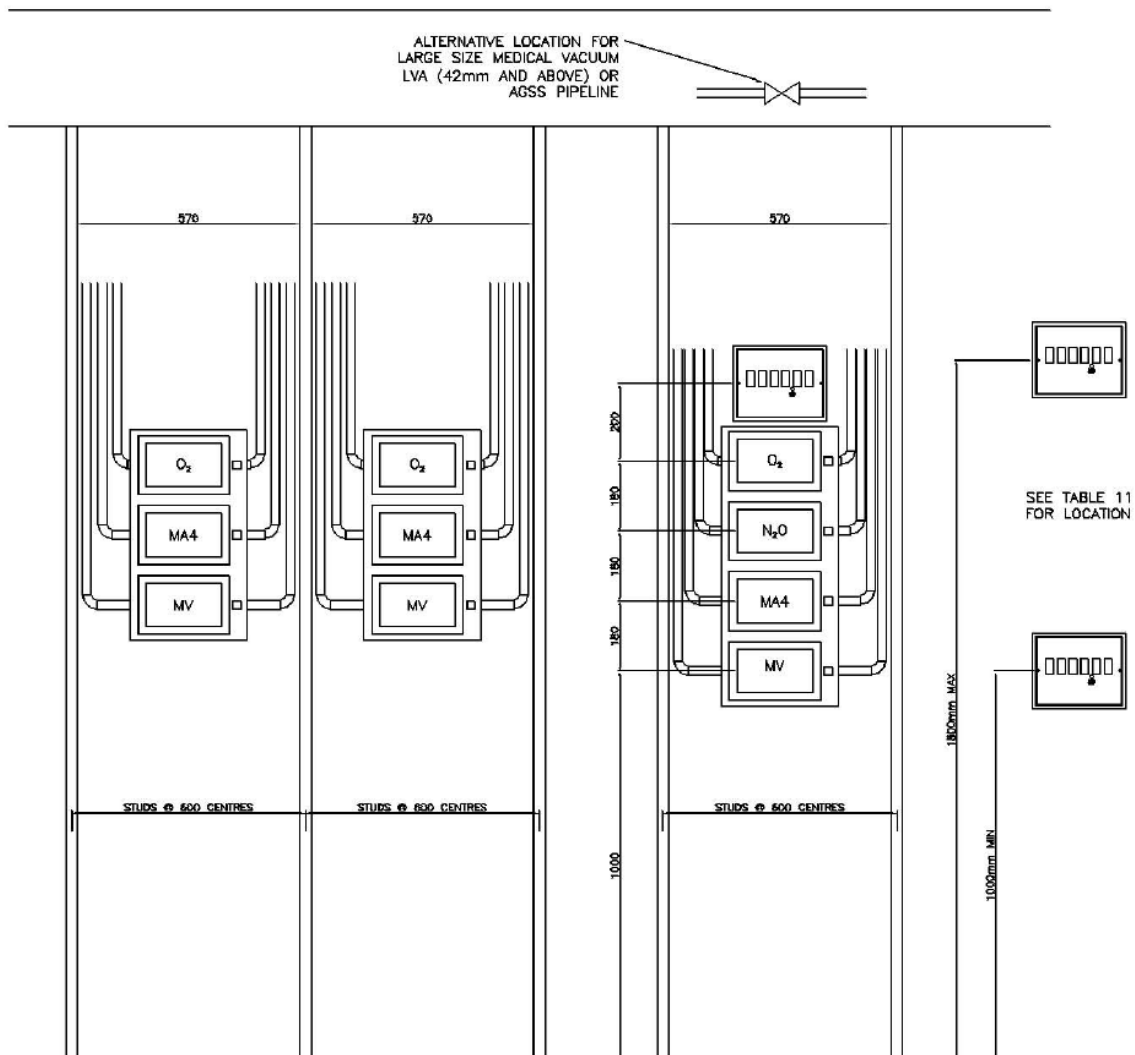 ALTERNATIVE LOCATION FOR
LARGE SIZE MEDICAL VACUUM
LVA (42mm AND ABOVE) OR
AGSS PIPELINE
570
570
570
O₂
MA4
MV
O₂
MA4
MV
200
180
180
180
1000
O₂
N₂O
MA4
MV
SEE TABLE 11
FOR LOCATION
1800mm MAX
1000mm MIN
STUDS @ 600 CENTRES
STUDS @ 600 CENTRES
STUDS @ 600 CENTRES